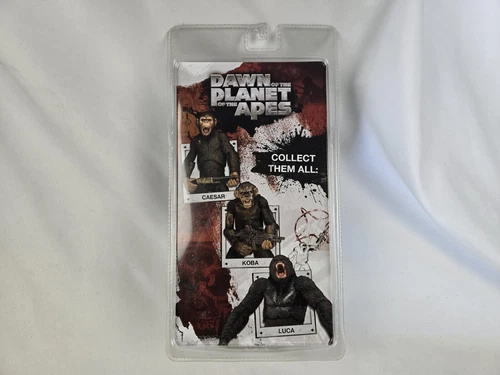 DAWN OF THE
PLANET
OF THE APES
COLLECT
THEM ALL:
CAESAR
KOBA
LUCA